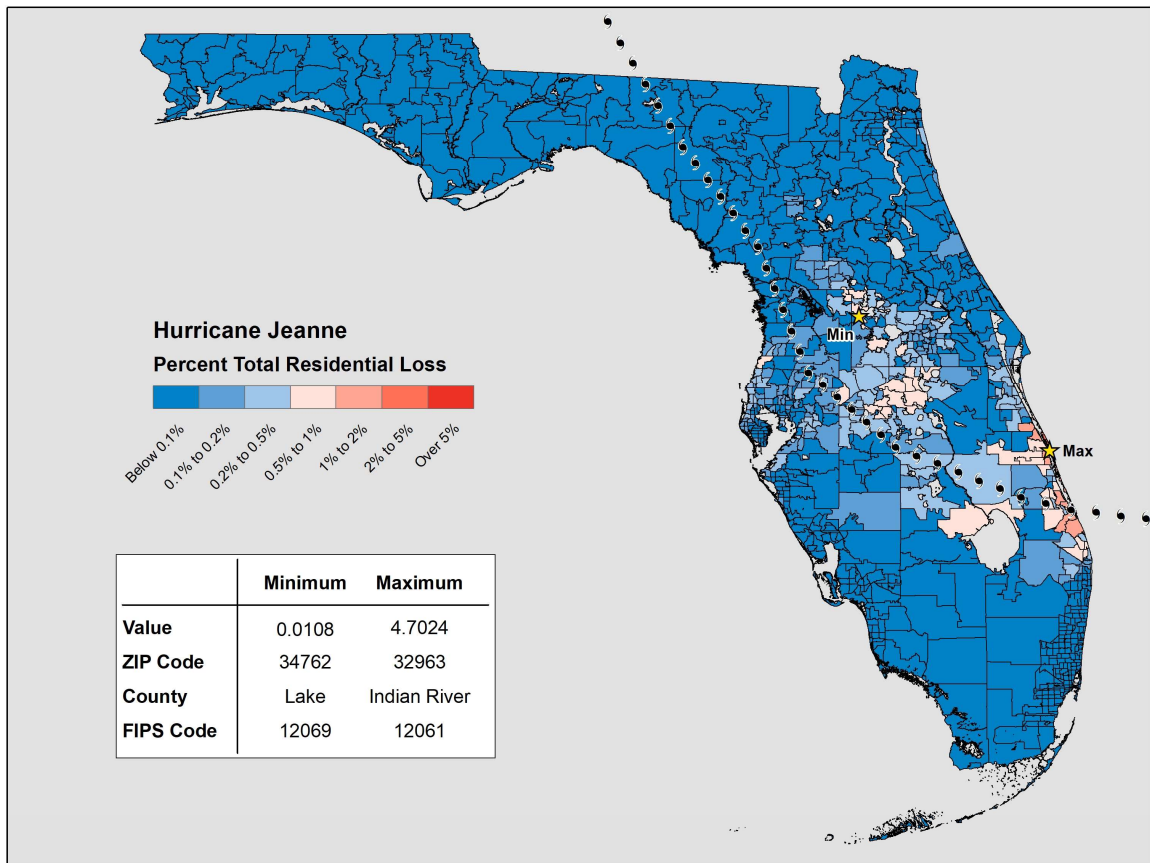 Min
Max
Hurricane Jeanne
Percent Total Residential Loss
Below 0.1%
0.1% to 0.2%
0.2% to 0.5%
0.5% to 1%
1% to 2%
2% to 5%
Over 5%
Minimum Maximum
Value 0.0108 4.7024
ZIP Code 34762 32963
County Lake Indian River
FIPS Code 12069 12061